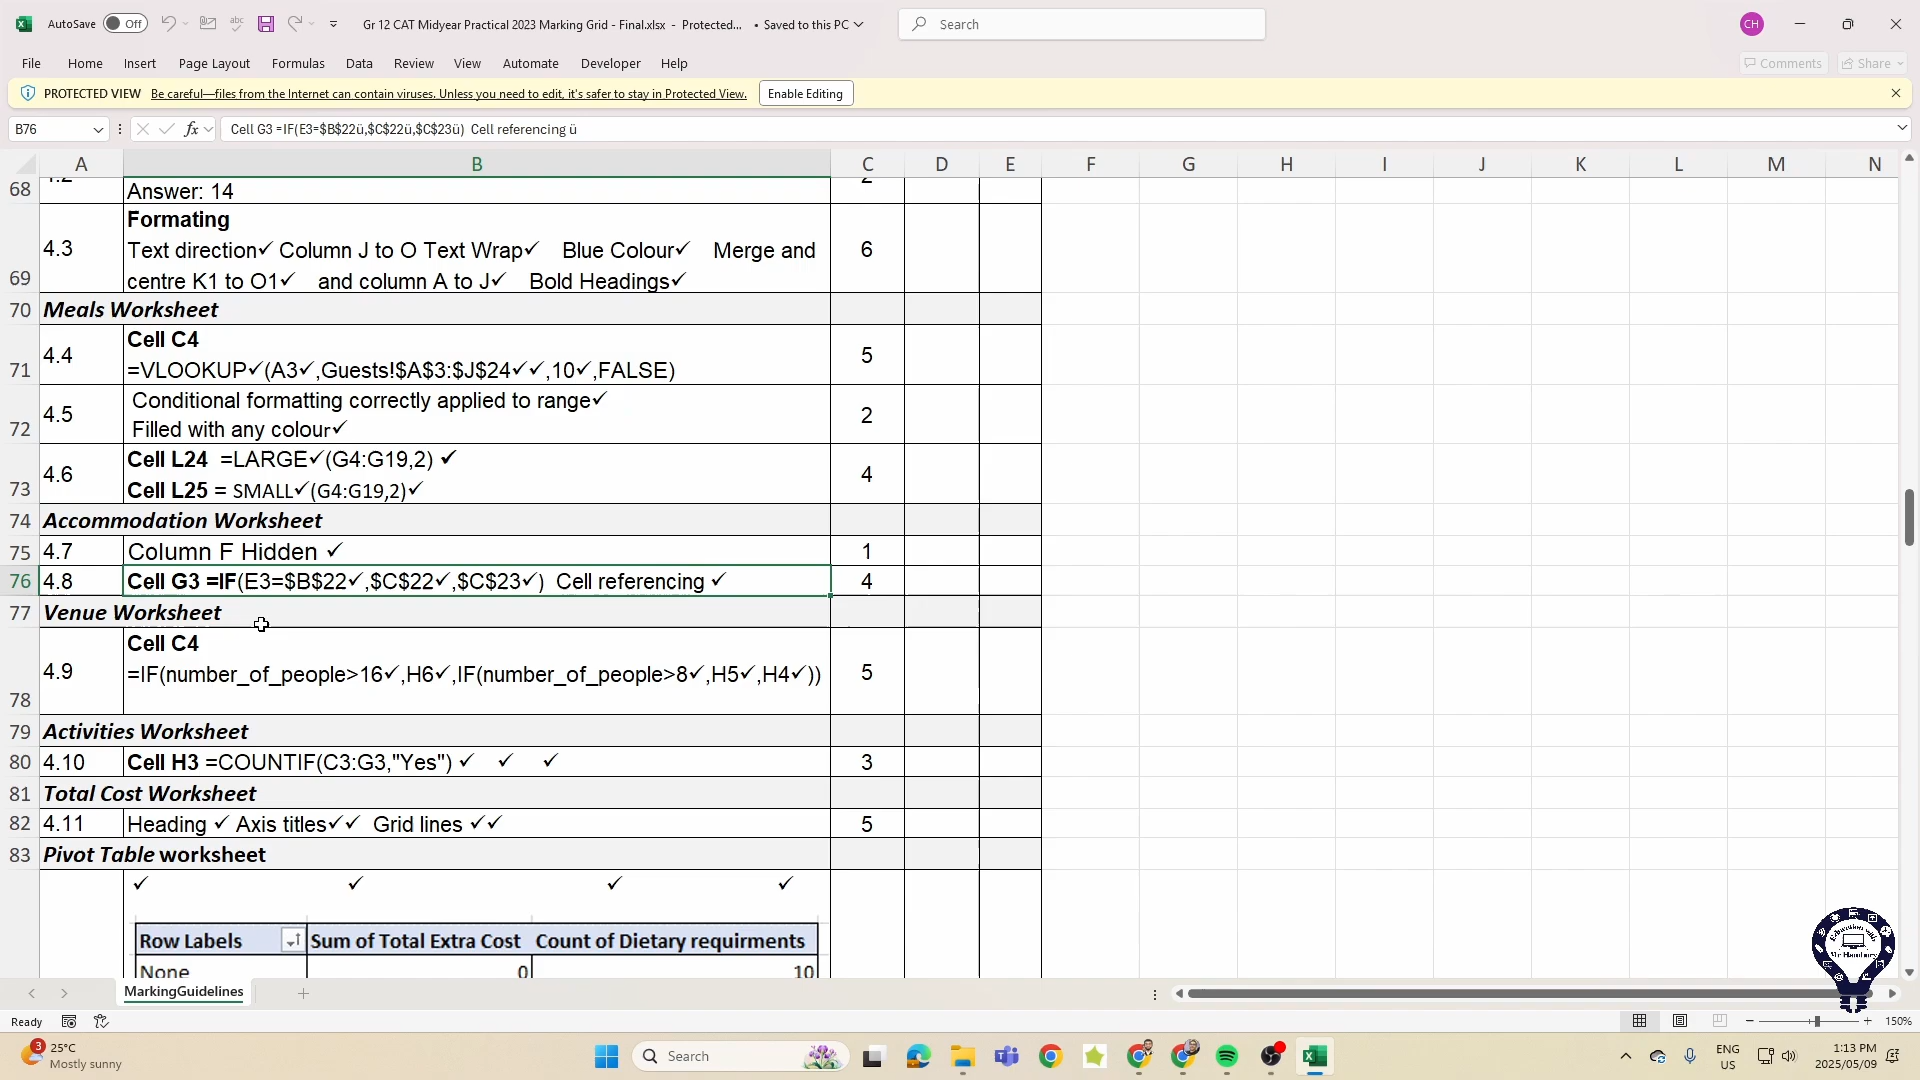 AutoSave Off Gr 12 CAT Midyear Practical 2023 Marking Grid - Final.xlsx - Protected... • Saved to this PC Search CH
File Home Insert Page Layout Formulas Data Review View Automate Developer Help Comments Share
PROTECTED VIEW Be careful—files from the Internet can contain viruses. Unless you need to edit, it's safer to stay in Protected View. Enable Editing
B76 fx Cell G3 =IF(E3=$B$22ü,$C$22ü,$C$23ü) Cell referencing ü
A B C D E F G H I J K L M N
68 4.2 Answer: 14 2
Formating
69 4.3 Text direction✓ Column J to O Text Wrap✓ Blue Colour✓ Merge and 6
centre K1 to O1✓ and column A to J✓ Bold Headings✓
70 Meals Worksheet
Cell C4
71 4.4 =VLOOKUP✓(A3✓,Guests!$A$3:$J$24✓✓,10✓,FALSE) 5
Conditional formatting correctly applied to range✓
72 4.5 Filled with any colour✓ 2
Cell L24 =LARGE✓(G4:G19,2) ✓
73 4.6 Cell L25 = SMALL✓(G4:G19,2)✓ 4
74 Accommodation Worksheet
75 4.7 Column F Hidden ✓ 1
76 4.8 Cell G3 =IF(E3=$B$22✓,$C$22✓,$C$23✓) Cell referencing ✓ 4
77 Venue Worksheet
Cell C4
78 4.9 =IF(number_of_people>16✓,H6✓,IF(number_of_people>8✓,H5✓,H4✓)) 5
79 Activities Worksheet
80 4.10 Cell H3 =COUNTIF(C3:G3,"Yes") ✓ ✓ ✓ 3
81 Total Cost Worksheet
82 4.11 Heading ✓ Axis titles✓✓ Grid lines ✓✓ 5
83 Pivot Table worksheet
✓ ✓ ✓ ✓
Row Labels Sum of Total Extra Cost Count of Dietary requirments
None 0 10
Education with
Mr Hamburg
MarkingGuidelines
Ready 150%
3 25°C
Mostly sunny
Search
ENG
US
1:13 PM
2025/05/09